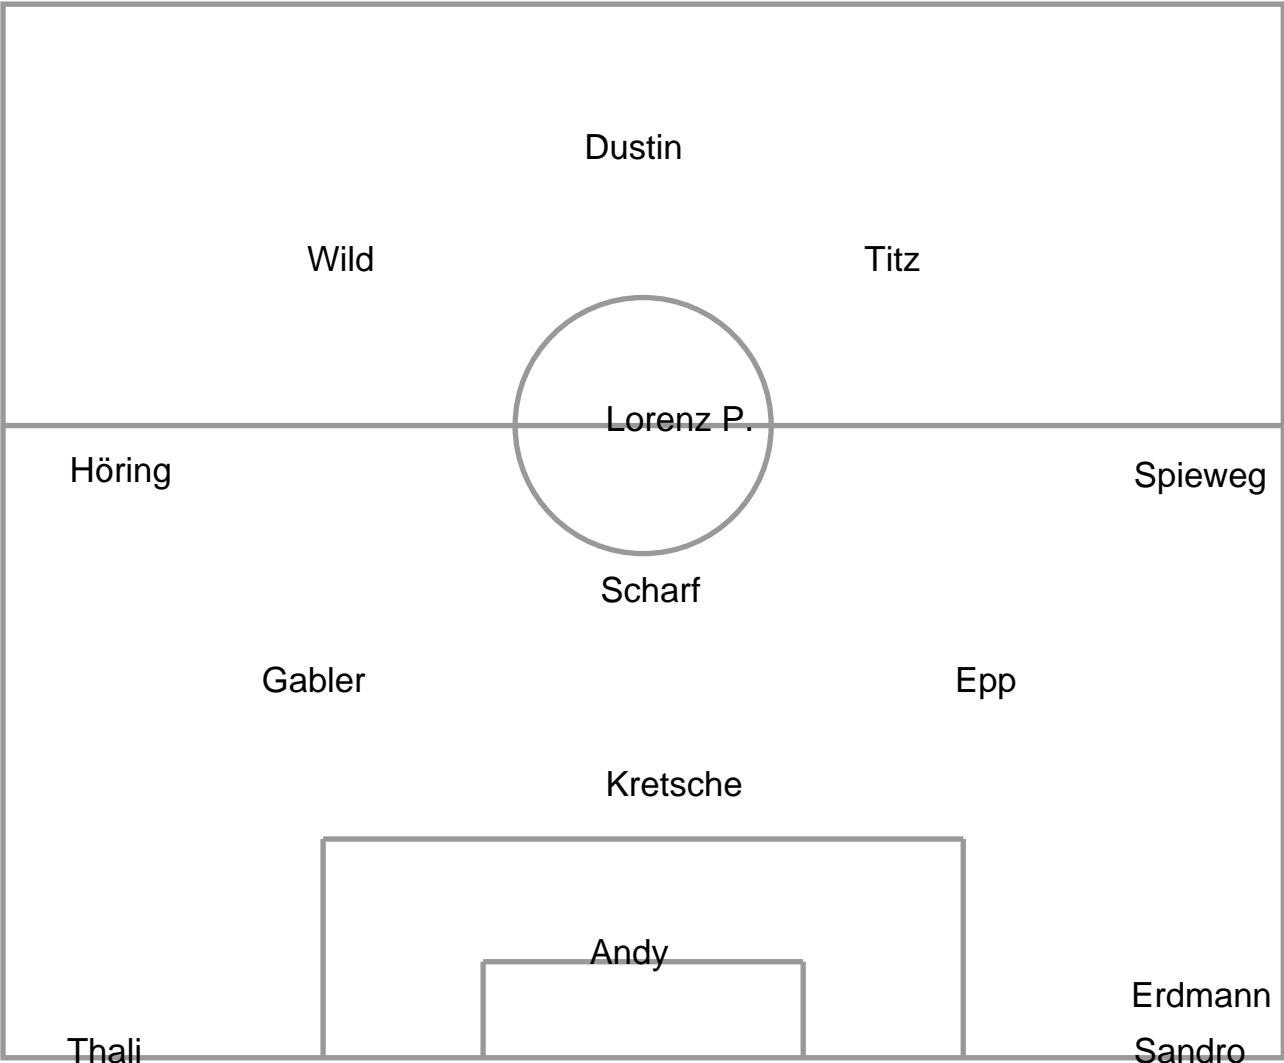 Dustin
Wild Titz
Lorenz P.
Höring Spieweg
Scharf
Gabler Epp
Kretsche
Andy
Erdmann
Thali Sandro